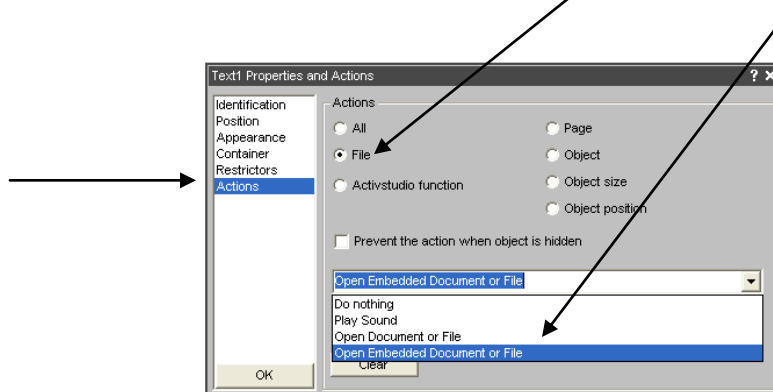 Text1 Properties and Actions ? X
Identification
Position
Appearance
Container
Restrictors
Actions
OK
Actions
All
File
Activstudio function
Page
Object
Object size
Object position
Prevent the action when object is hidden
Open Embedded Document or File
Do nothing
Play Sound
Open Document or File
Open Embedded Document or File
Clear